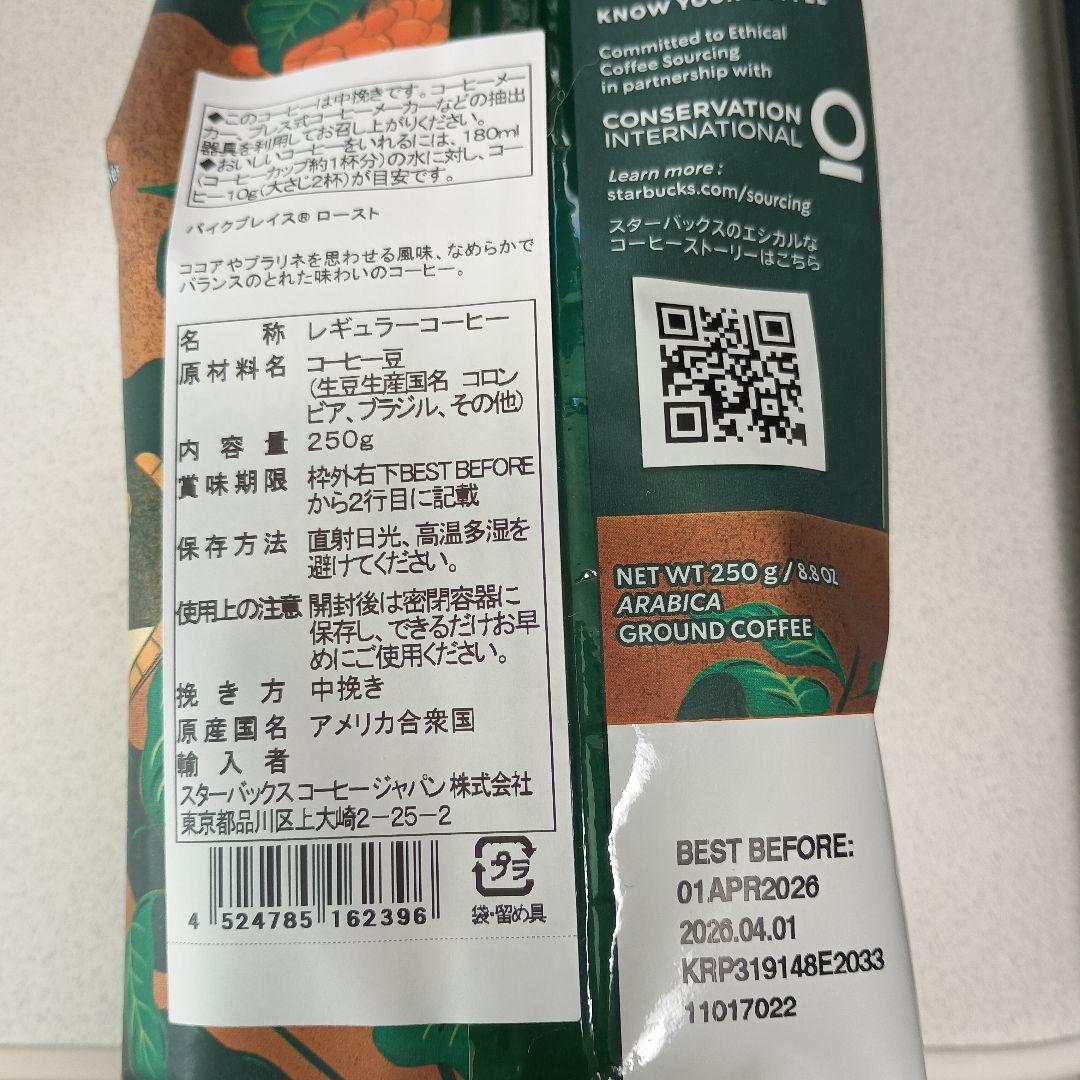 ◆このコーヒーは中挽きです。コーヒーメー
カー、プレス式コーヒーメーカーなどの抽出
器具を利用してお召し上がりください。
◆おいしいコーヒーをいれるには、180ml
(コーヒーカップ約1杯分)の水に対し、コー
ヒー10g(大さじ2杯)が目安です。
パイクプレイス® ロースト
ココアやプラリネを思わせる風味、なめらかで
バランスのとれた味わいのコーヒー。
名称 レギュラーコーヒー
原材料名 コーヒー豆
(生豆生産国名 コロン
ビア、ブラジル、その他)
内容量 250g
賞味期限 枠外右下BEST BEFORE
から2行目に記載
保存方法 直射日光、高温多湿を
避けてください。
使用上の注意 開封後は密閉容器に
保存し、できるだけお早
めにご使用ください。
挽き方 中挽き
原産国名 アメリカ合衆国
輸入者
スターバックス コーヒー ジャパン 株式会社
東京都品川区上大崎2-25-2
4 524785 162396
プラ
袋・留め具
KNOW YOUR COFFEE
Committed to Ethical
Coffee Sourcing
in partnership with
CONSERVATION
INTERNATIONAL
Learn more:
starbucks.com/sourcing
スターバックスのエシカルな
コーヒーストーリーはこちら
NET WT 250 g / 8.8 OZ
ARABICA
GROUND COFFEE
BEST BEFORE:
01APR2026
2026.04.01
KRP319148E2033
11017022